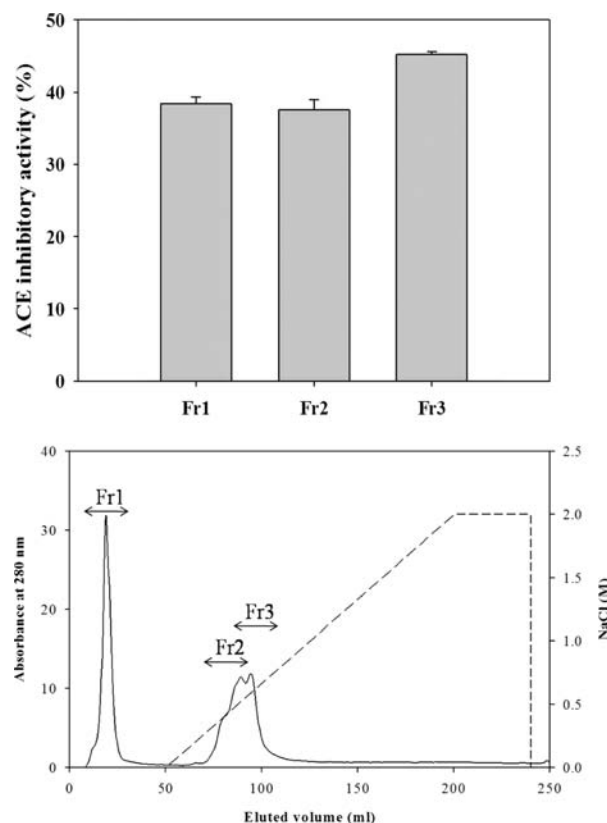 ACE inhibitory activity (%)
50
40
30
20
10
0
Fr1 Fr2 Fr3
Absorbance at 280 nm
40
30
20
10
0
Fr1
Fr2
Fr3
2.5
2.0
1.5
1.0
0.5
0.0
NaCl (M)
0 50 100 150 200 250
Eluted volume (ml)